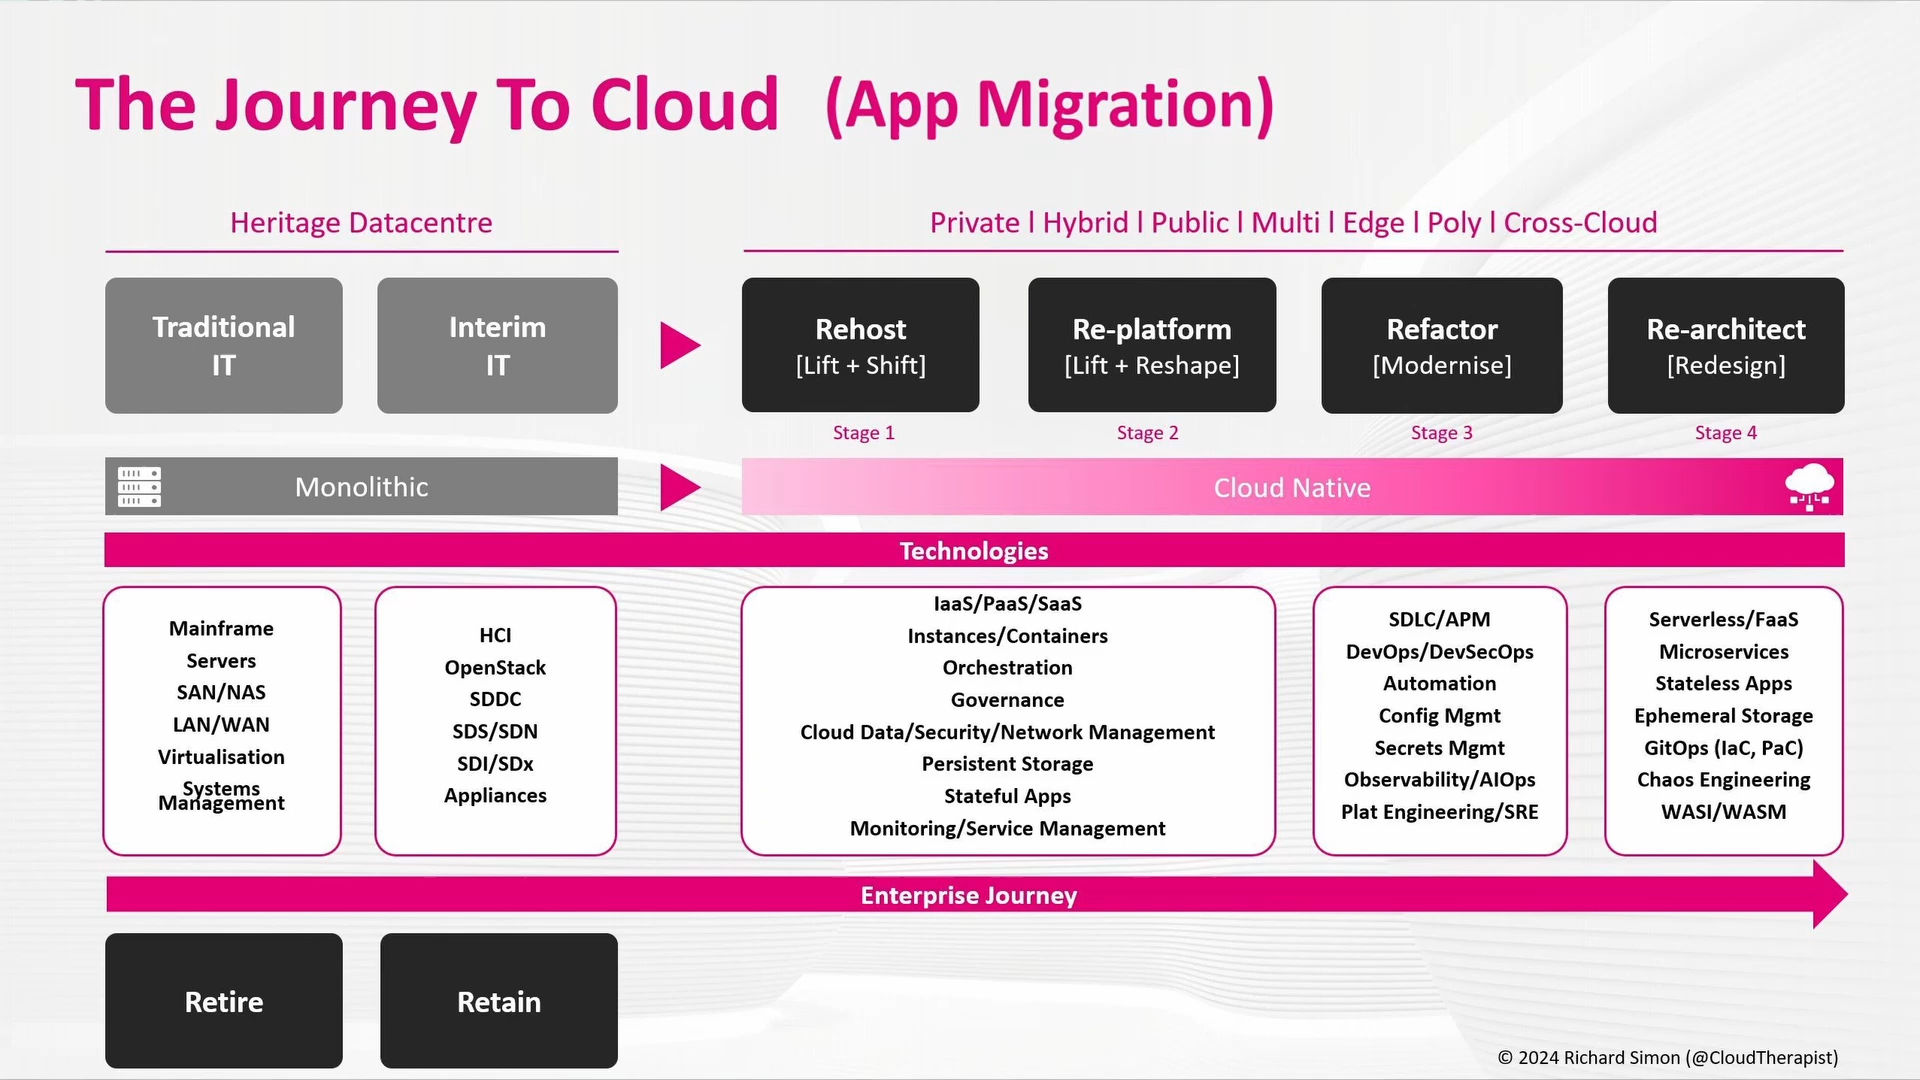 The Journey To Cloud (App Migration)
Heritage Datacentre
Private | Hybrid | Public | Multi | Edge | Poly | Cross-Cloud
Traditional
IT
Interim
IT
Rehost
[Lift + Shift]
Re-platform
[Lift + Reshape]
Refactor
[Modernise]
Re-architect
[Redesign]
Stage 1
Stage 2
Stage 3
Stage 4
Monolithic
Cloud Native
Technologies
Mainframe
Servers
SAN/NAS
LAN/WAN
Virtualisation
Systems
Management
HCI
OpenStack
SDDC
SDS/SDN
SDI/SDx
Appliances
IaaS/PaaS/SaaS
Instances/Containers
Orchestration
Governance
Cloud Data/Security/Network Management
Persistent Storage
Stateful Apps
Monitoring/Service Management
SDLC/APM
DevOps/DevSecOps
Automation
Config Mgmt
Secrets Mgmt
Observability/AIOps
Plat Engineering/SRE
Serverless/FaaS
Microservices
Stateless Apps
Ephemeral Storage
GitOps (IaC, PaC)
Chaos Engineering
WASI/WASM
Enterprise Journey
Retire
Retain
© 2024 Richard Simon (@CloudTherapist)